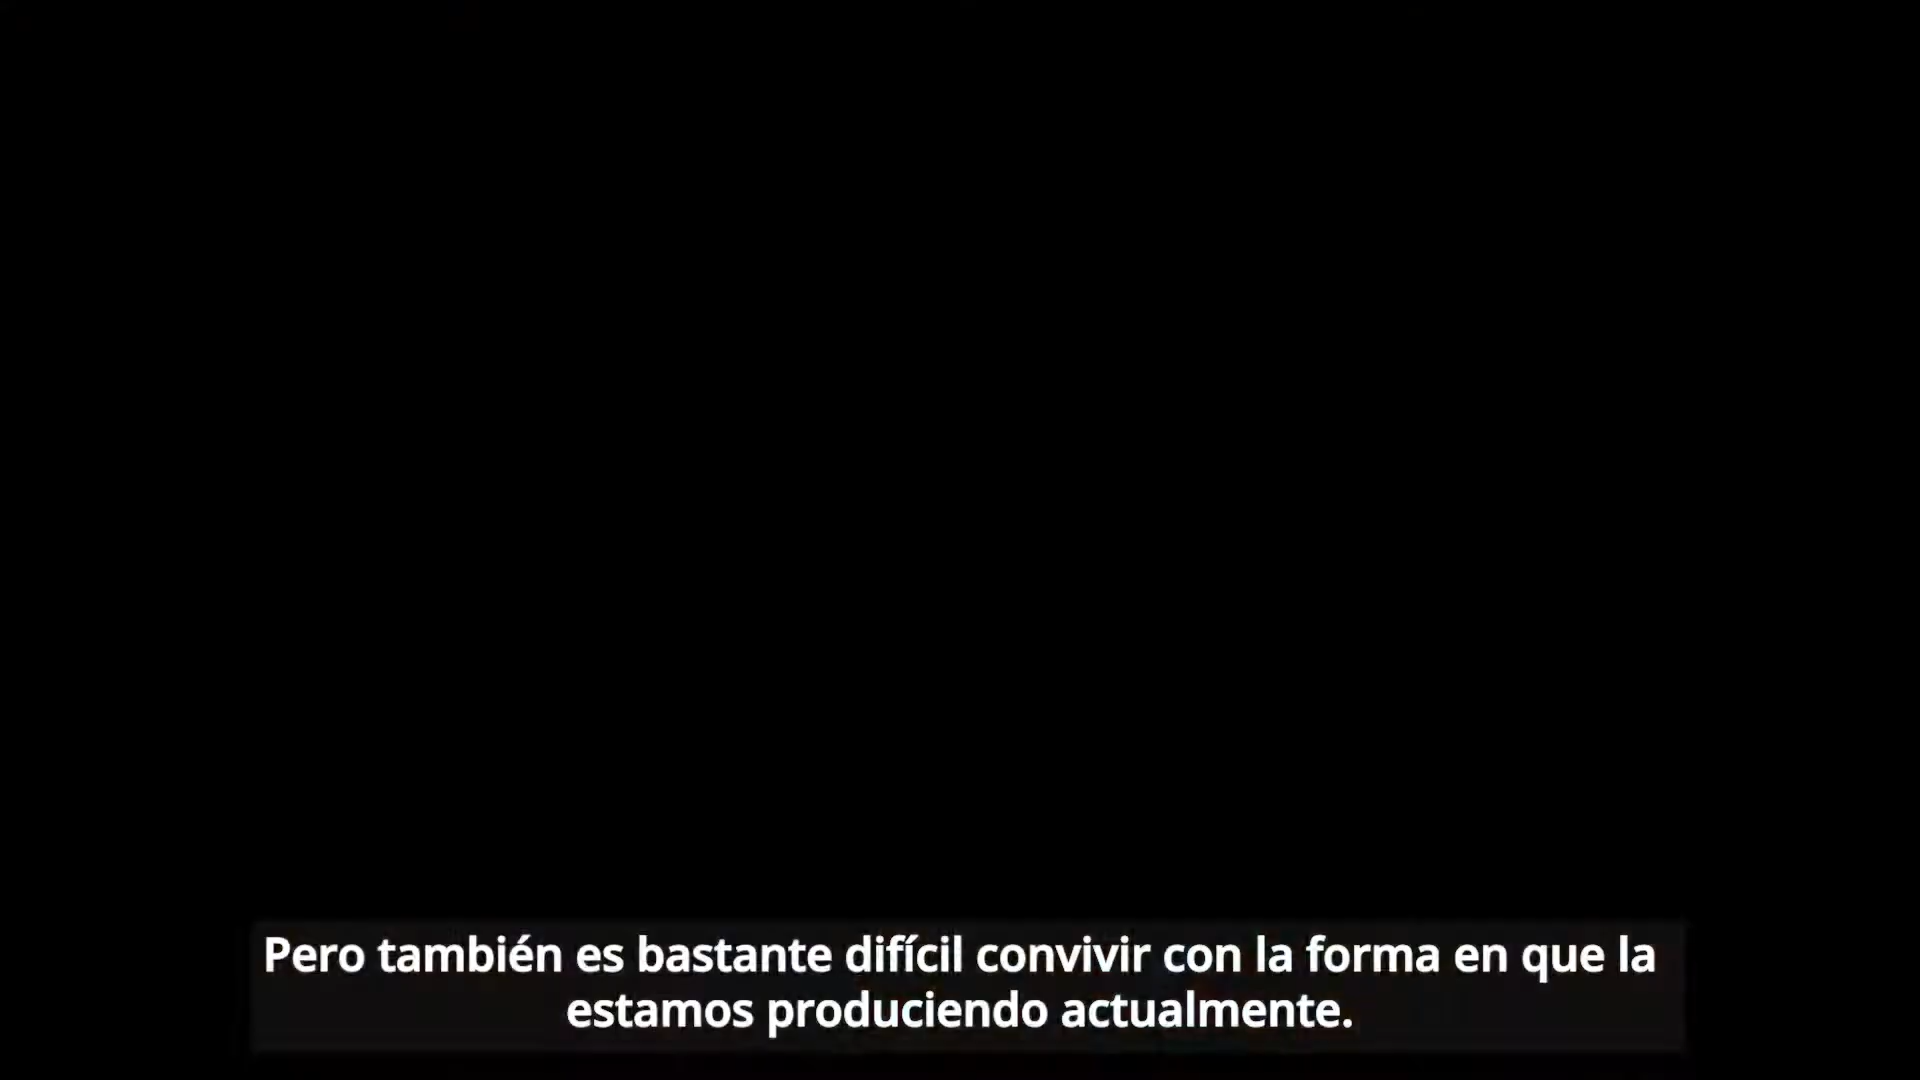 Pero también es bastante difícil convivir con la forma en que la
estamos produciendo actualmente.